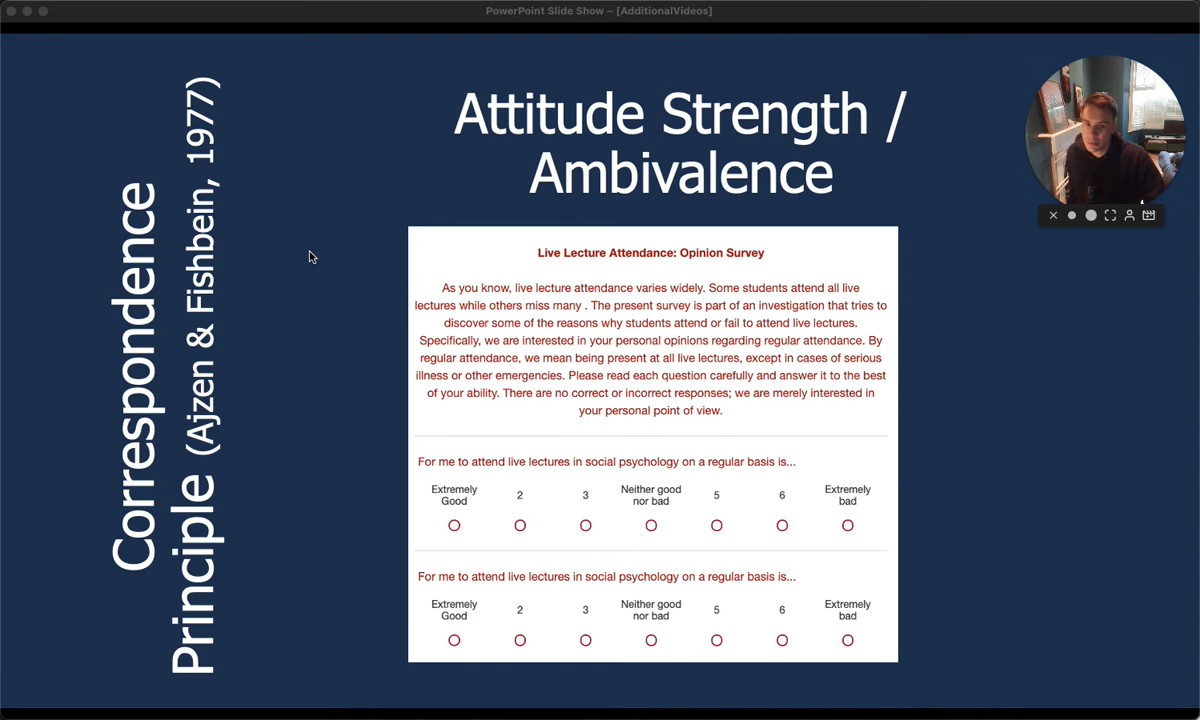 PowerPoint Slide Show – [AdditionalVideos]
Correspondence
Principle (Ajzen & Fishbein, 1977)
Attitude Strength /
Ambivalence
Live Lecture Attendance: Opinion Survey
As you know, live lecture attendance varies widely. Some students attend all live
lectures while others miss many . The present survey is part of an investigation that tries to
discover some of the reasons why students attend or fail to attend live lectures.
Specifically, we are interested in your personal opinions regarding regular attendance. By
regular attendance, we mean being present at all live lectures, except in cases of serious
illness or other emergencies. Please read each question carefully and answer it to the best
of your ability. There are no correct or incorrect responses; we are merely interested in
your personal point of view.
For me to attend live lectures in social psychology on a regular basis is...
Extremely Good 2 3 Neither good nor bad 5 6 Extremely bad
For me to attend live lectures in social psychology on a regular basis is...
Extremely Good 2 3 Neither good nor bad 5 6 Extremely bad